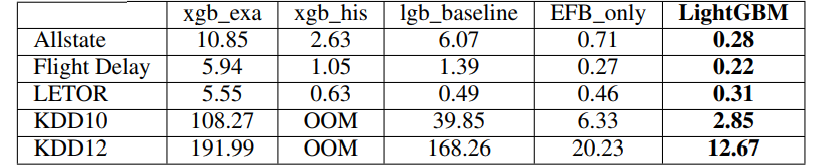 xgb_exa xgb_his lgb_baseline EFB_only LightGBM
Allstate 10.85 2.63 6.07 0.71 0.28
Flight Delay 5.94 1.05 1.39 0.27 0.22
LETOR 5.55 0.63 0.49 0.46 0.31
KDD10 108.27 OOM 39.85 6.33 2.85
KDD12 191.99 OOM 168.26 20.23 12.67